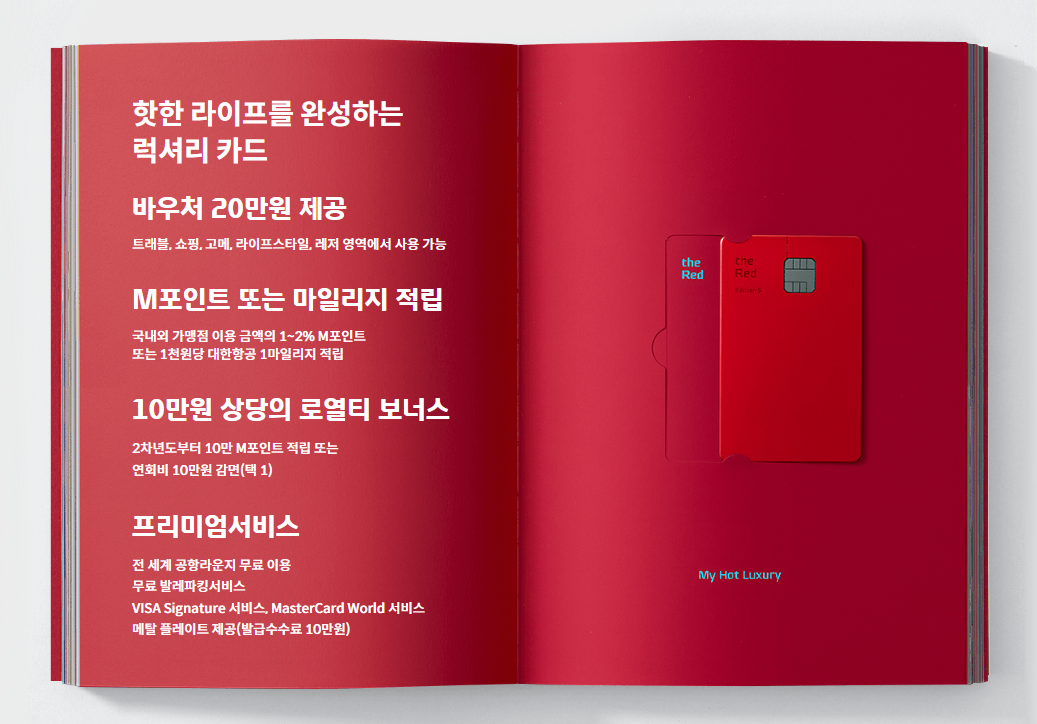 핫한 라이프를 완성하는
럭셔리 카드
바우처 20만원 제공
트래블, 쇼핑, 고메, 라이프스타일, 레저 영역에서 사용 가능
M포인트 또는 마일리지 적립
국내외 가맹점 이용 금액의 1~2% M포인트
또는 1천원당 대한항공 1마일리지 적립
10만원 상당의 로열티 보너스
2차년도부터 10만 M포인트 적립 또는
연회비 10만원 감면(택 1)
프리미엄서비스
전 세계 공항라운지 무료 이용
무료 발레파킹서비스
VISA Signature 서비스, MasterCard World 서비스
메탈 플레이트 제공(발급수수료 10만원)
the
Red
the
Red
My Hot Luxury